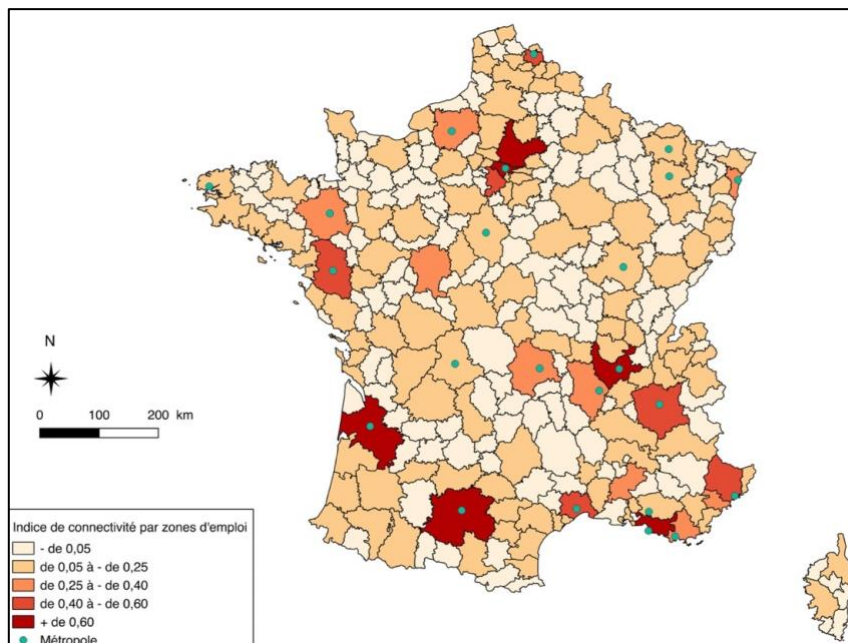 N
0 100 200 km
Indice de connectivité par zones d'emploi
- de 0,05
de 0,05 à - de 0,25
de 0,25 à - de 0,40
de 0,40 à - de 0,60
+ de 0,60
Métropole